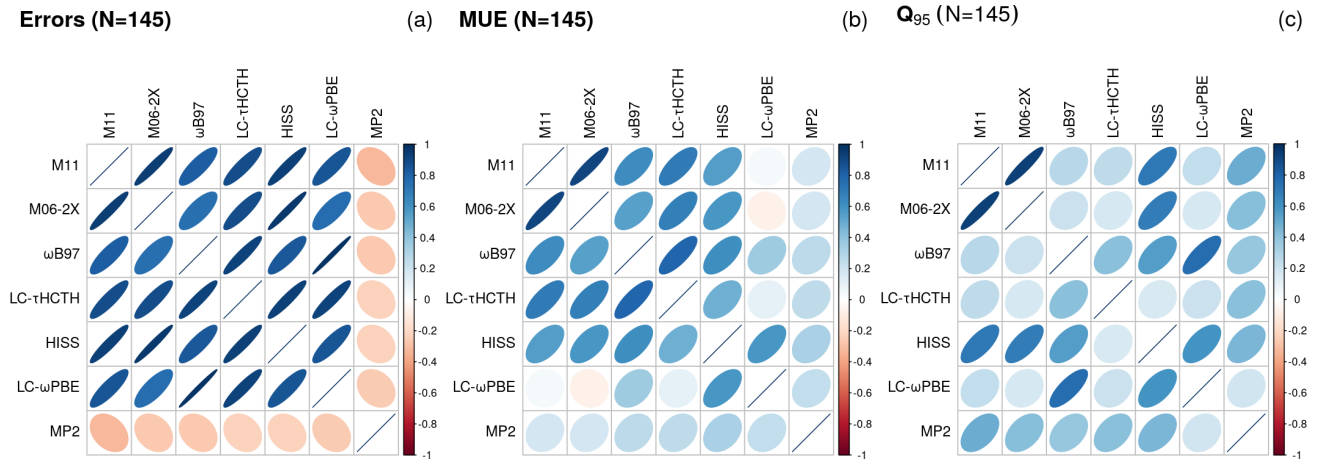 Errors (N=145)
(a)
M11
M06-2X
ωB97
LC-τHCTH
HISS
LC-ωPBE
MP2
M11
M06-2X
ωB97
LC-τHCTH
HISS
LC-ωPBE
MP2
1
0.8
0.6
0.4
0.2
0
-0.2
-0.4
-0.6
-0.8
-1
MUE (N=145)
(b)
M11
M06-2X
ωB97
LC-τHCTH
HISS
LC-ωPBE
MP2
M11
M06-2X
ωB97
LC-τHCTH
HISS
LC-ωPBE
MP2
1
0.8
0.6
0.4
0.2
0
-0.2
-0.4
-0.6
-0.8
-1
Q95 (N=145)
(c)
M11
M06-2X
ωB97
LC-τHCTH
HISS
LC-ωPBE
MP2
M11
M06-2X
ωB97
LC-τHCTH
HISS
LC-ωPBE
MP2
1
0.8
0.6
0.4
0.2
0
-0.2
-0.4
-0.6
-0.8
-1